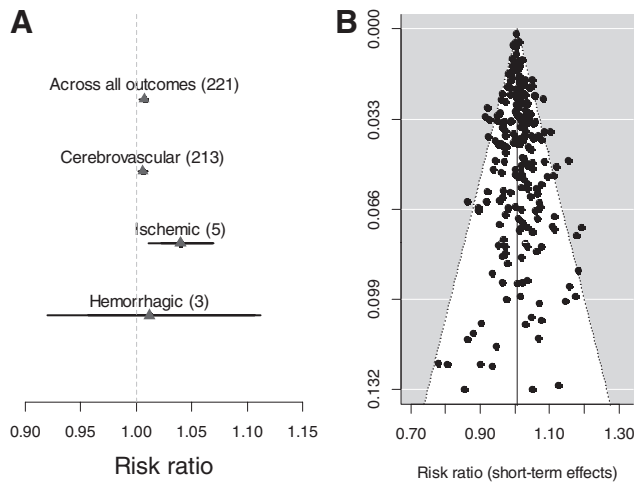 A
Across all outcomes (221)
Cerebrovascular (213)
Ischemic (5)
Hemorrhagic (3)
0.90 0.95 1.00 1.05 1.10 1.15
Risk ratio
B
0.000
0.033
0.066
0.099
0.132
0.70 0.90 1.10 1.30
Risk ratio (short-term effects)